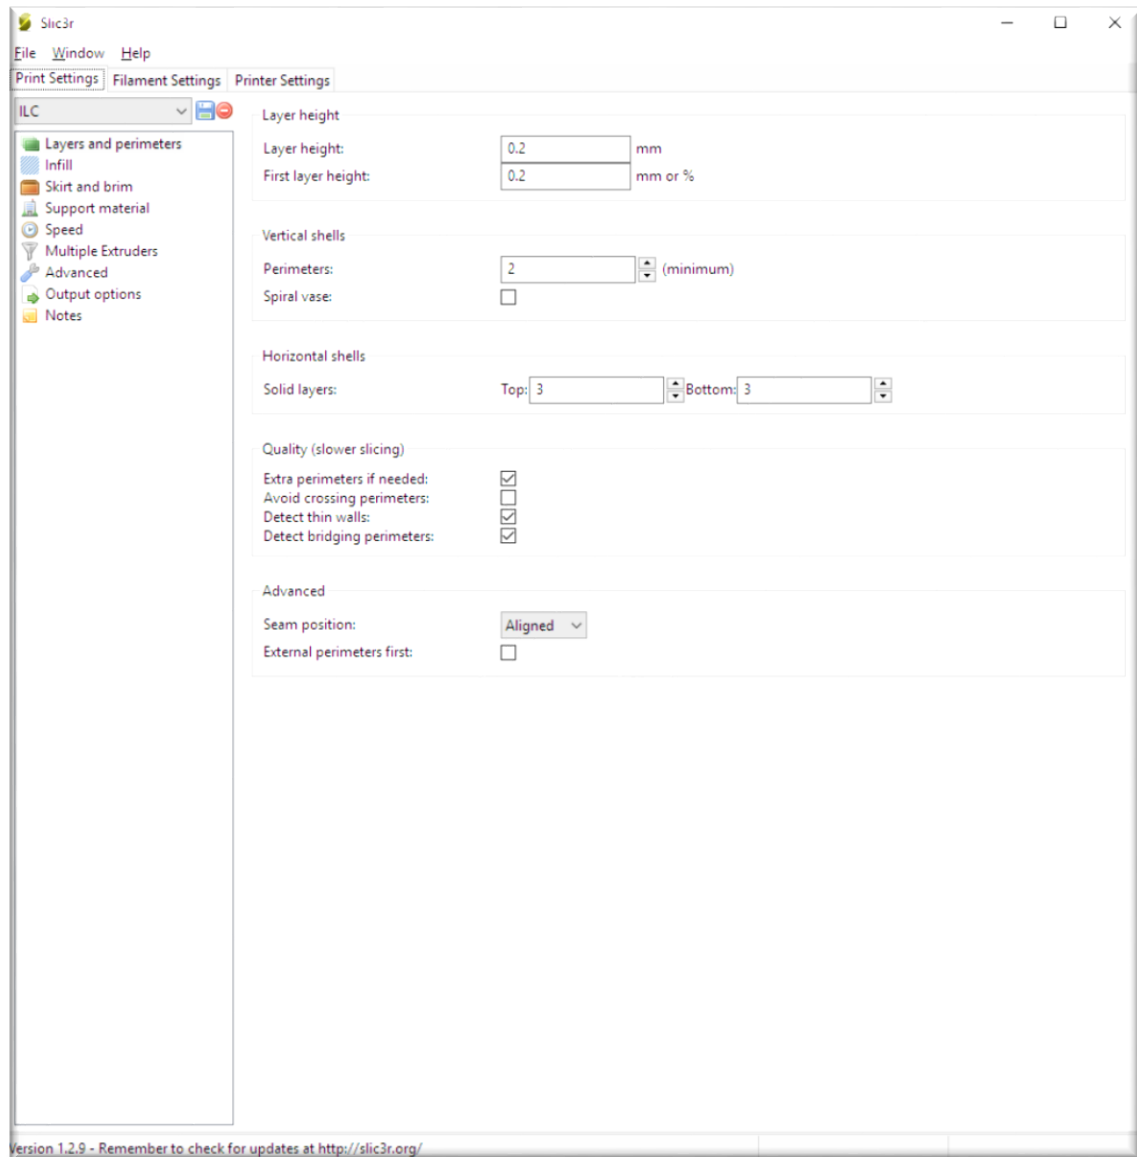 Slic3r
File Window Help
Print Settings Filament Settings Printer Settings
ILC
Layers and perimeters
Infill
Skirt and brim
Support material
Speed
Multiple Extruders
Advanced
Output options
Notes
Layer height
Layer height: 0.2 mm
First layer height: 0.2 mm or %
Vertical shells
Perimeters: 2 (minimum)
Spiral vase:
Horizontal shells
Solid layers: Top: 3 Bottom: 3
Quality (slower slicing)
Extra perimeters if needed:
Avoid crossing perimeters:
Detect thin walls:
Detect bridging perimeters:
Advanced
Seam position: Aligned
External perimeters first:
Version 1.2.9 - Remember to check for updates at http://slic3r.org/